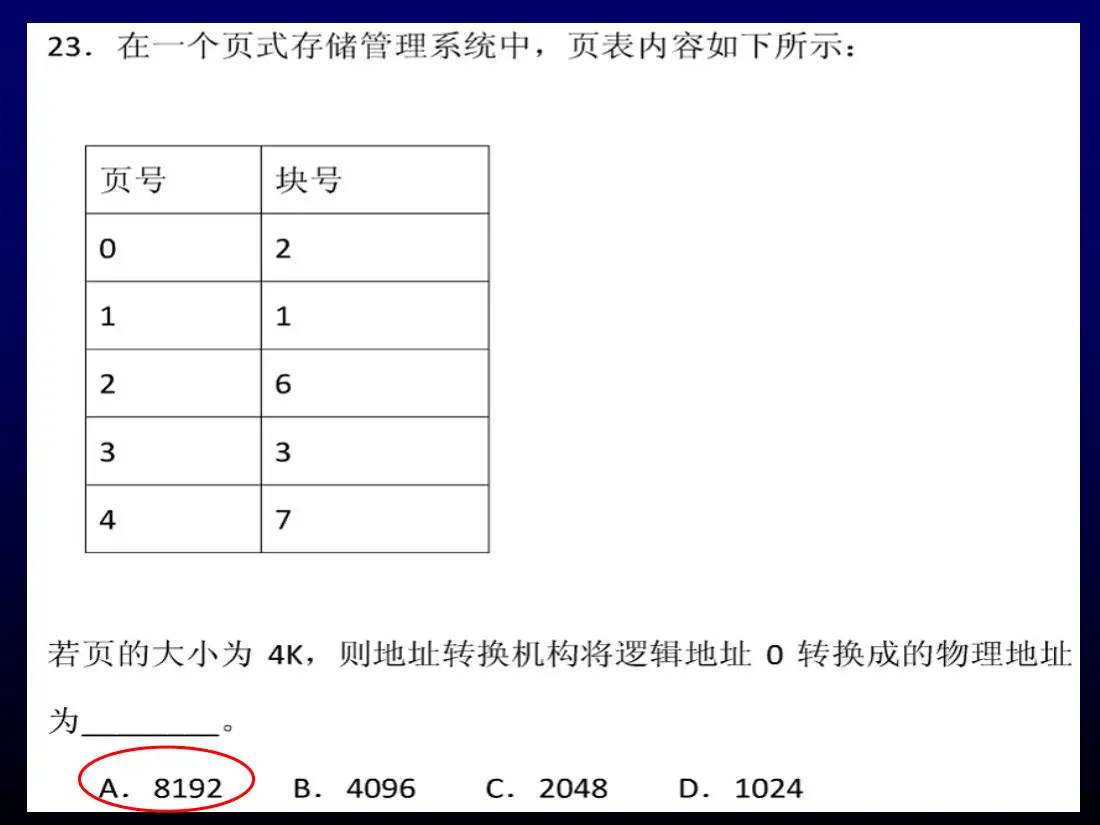 23．在一个页式存储管理系统中，页表内容如下所示：
页号 块号
0 2
1 1
2 6
3 3
4 7
若页的大小为 4K，则地址转换机构将逻辑地址 0 转换成的物理地址
为________。
A．8192 B．4096 C．2048 D．1024